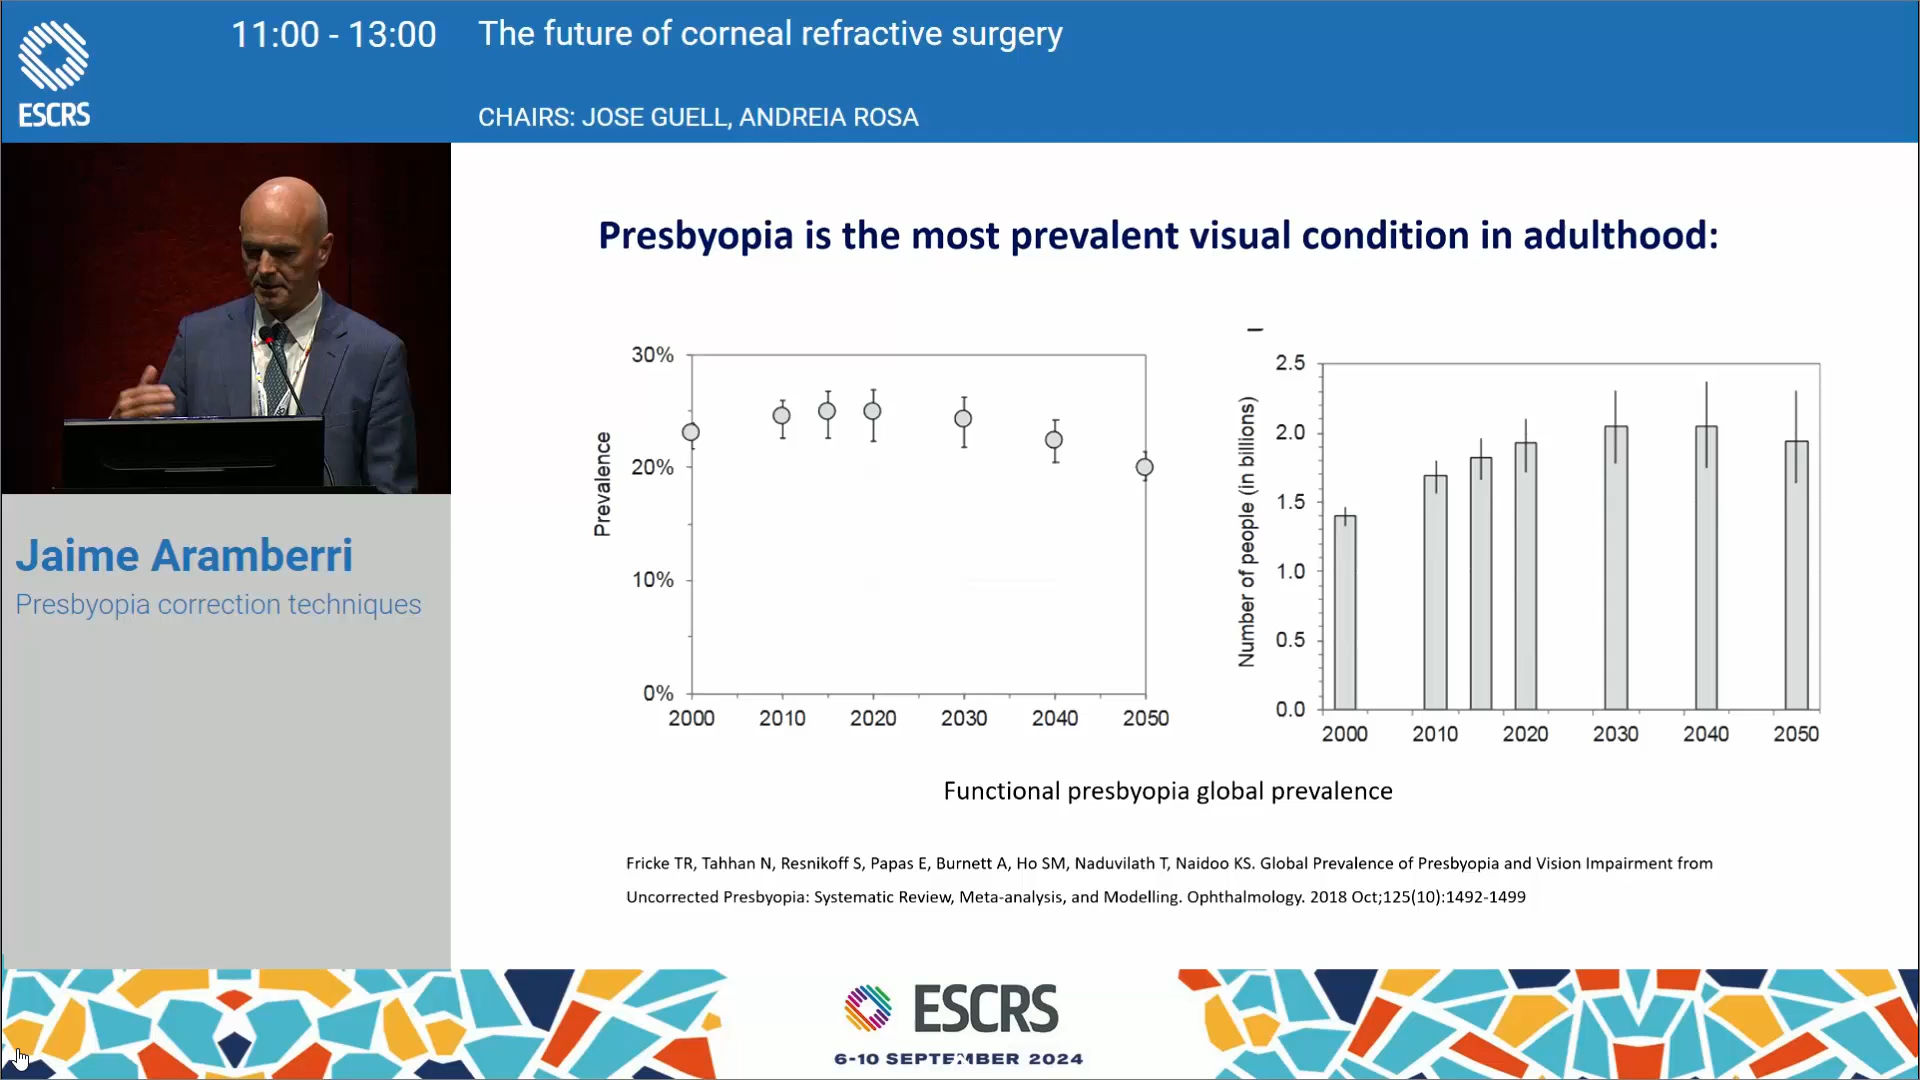 11:00 - 13:00
The future of corneal refractive surgery
ESCRS
CHAIRS: JOSE GUELL, ANDREIA ROSA
Jaime Aramberri
Presbyopia correction techniques
Presbyopia is the most prevalent visual condition in adulthood:
Prevalence
30%
20%
10%
0%
2000 2010 2020 2030 2040 2050
Number of people (in billions)
2.5
2.0
1.5
1.0
0.5
0.0
2000 2010 2020 2030 2040 2050
Functional presbyopia global prevalence
Fricke TR, Tahhan N, Resnikoff S, Papas E, Burnett A, Ho SM, Naduvilath T, Naidoo KS. Global Prevalence of Presbyopia and Vision Impairment from
Uncorrected Presbyopia: Systematic Review, Meta-analysis, and Modelling. Ophthalmology. 2018 Oct;125(10):1492-1499
ESCRS
6-10 SEPTEMBER 2024